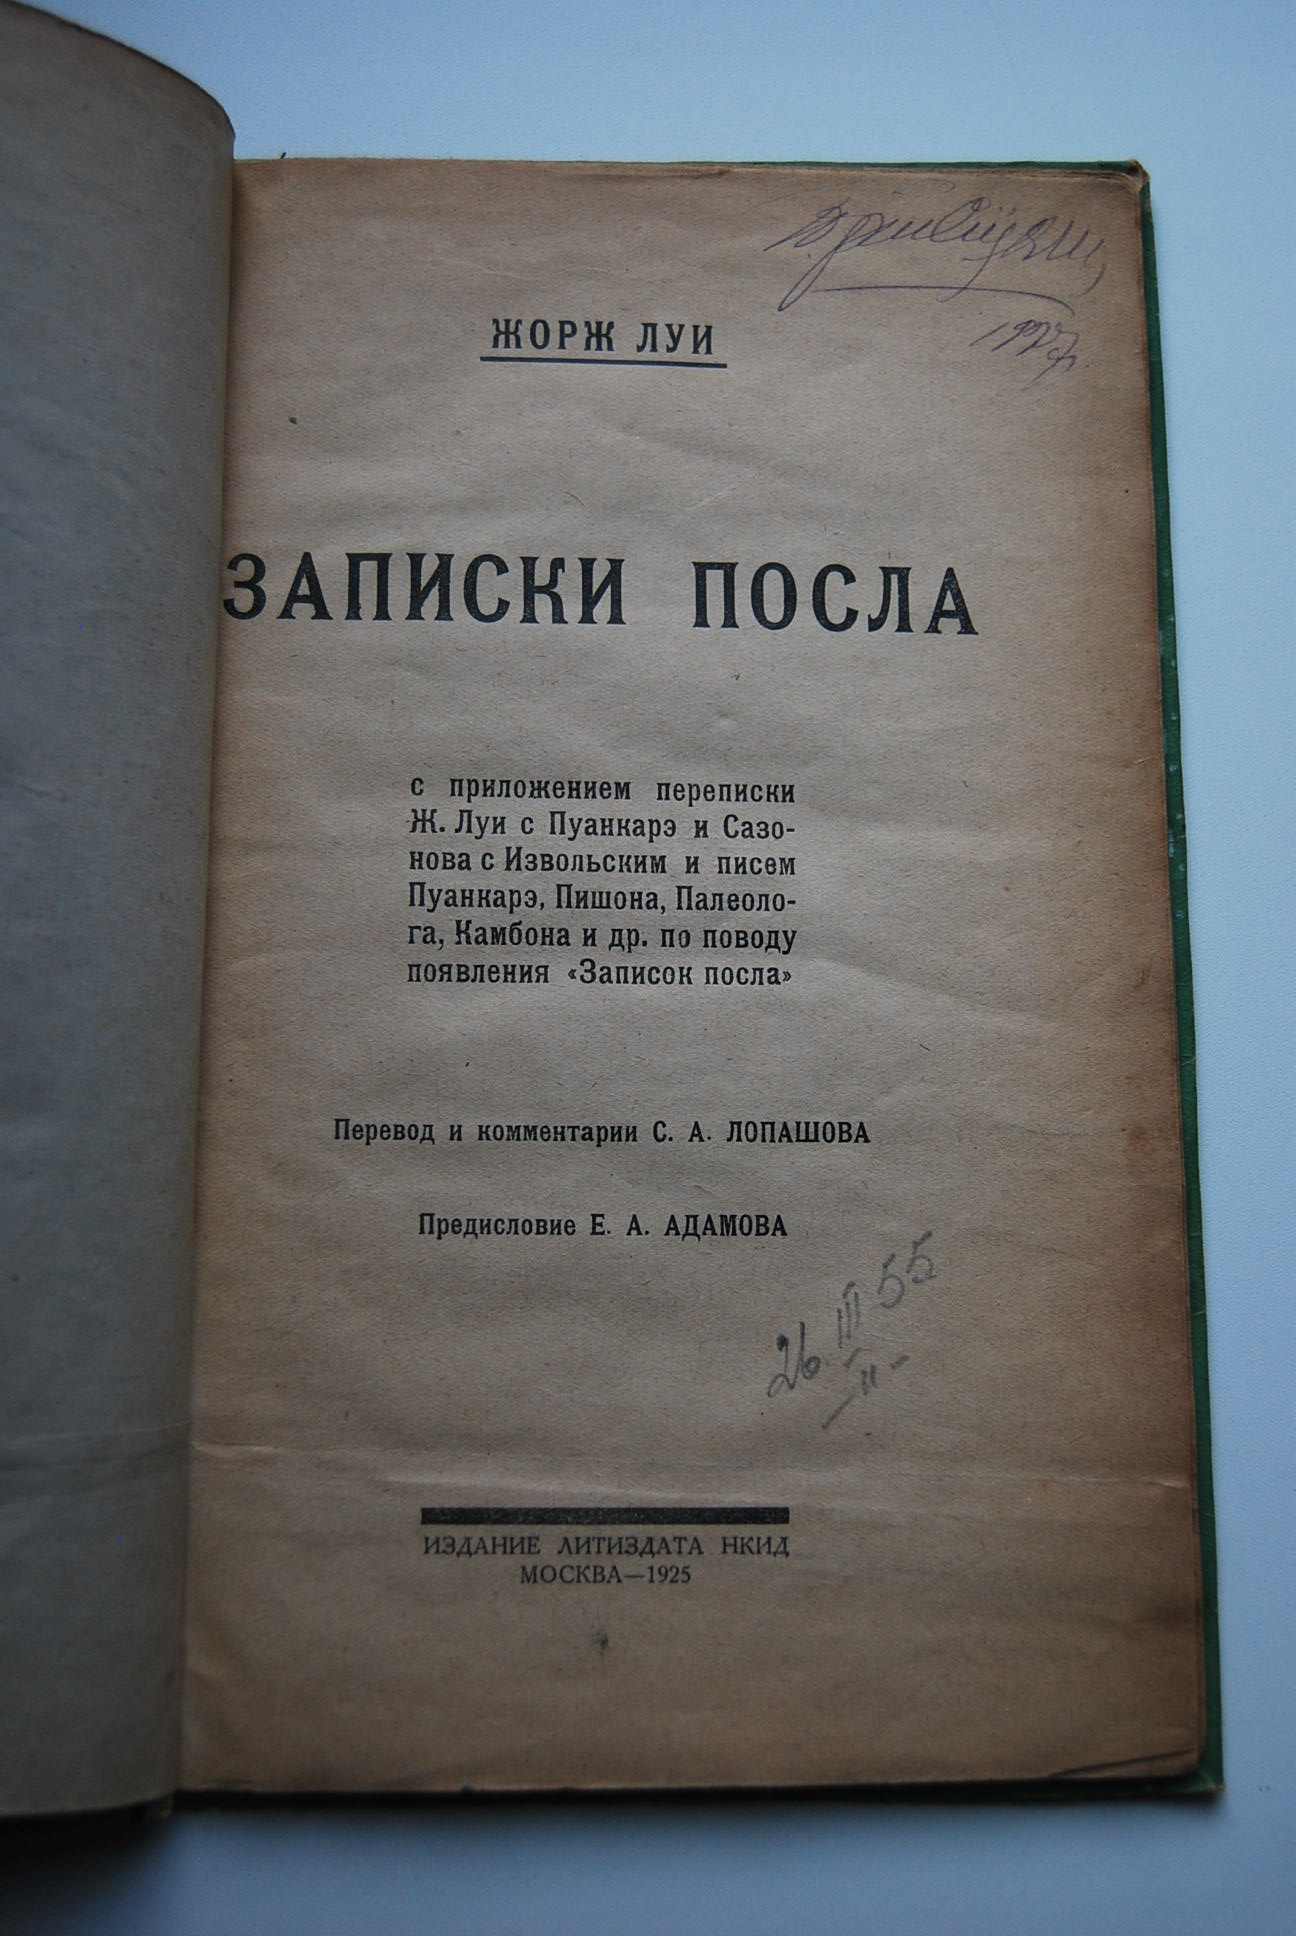 1927
ЖОРЖ ЛУИ
ЗАПИСКИ ПОСЛА
с приложением переписки
Ж. Луи с Пуанкарэ и Сазо-
нова с Извольским и писем
Пуанкарэ, Пишона, Палеоло-
га, Камбона и др. по поводу
появления «Записок посла»
Перевод и комментарии С. А. ЛОПАШОВА
Предисловие Е. А. АДАМОВА
26 III 55
— " —
ИЗДАНИЕ ЛИТИЗДАТА НКИД
МОСКВА—1925